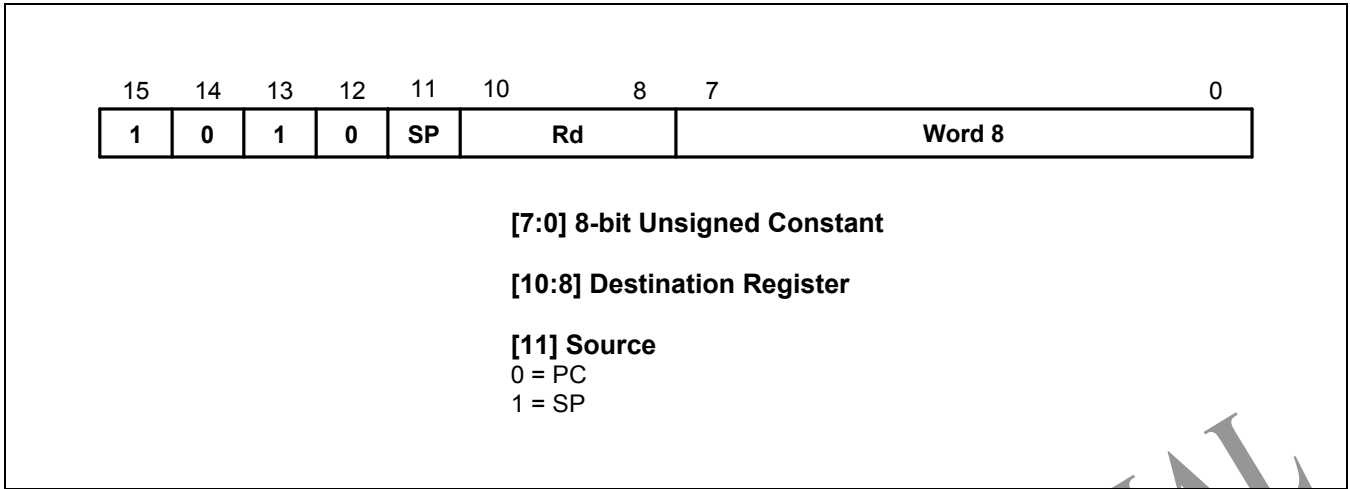 15 14 13 12 11 10 8 7 0
1 0 1 0 SP Rd Word 8
[7:0] 8-bit Unsigned Constant
[10:8] Destination Register
[11] Source
0 = PC
1 = SP